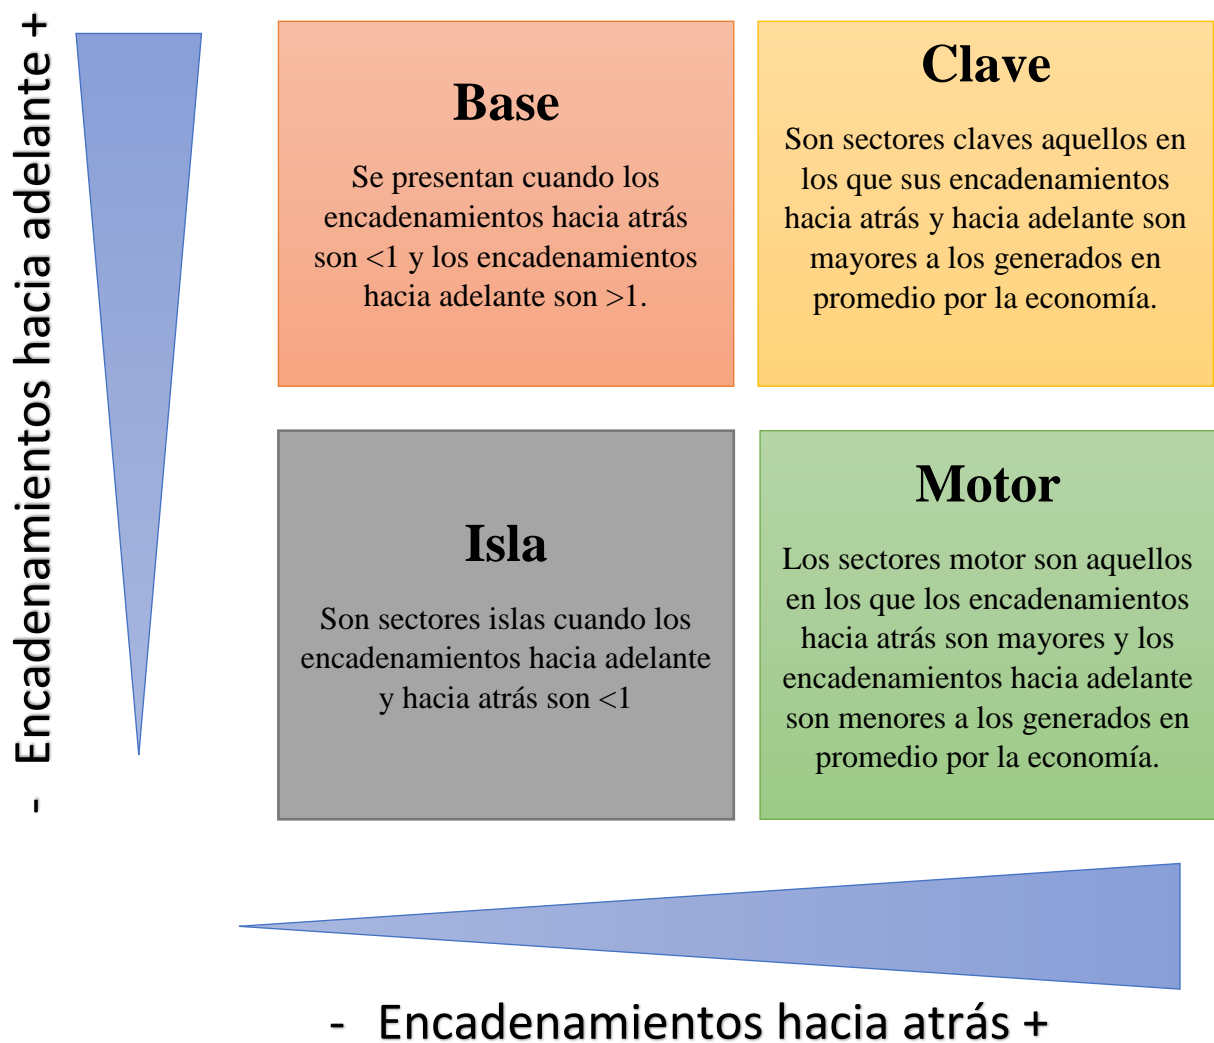 - Encadenamientos hacia adelante +
Base
Se presentan cuando los
encadenamientos hacia atrás
son <1 y los encadenamientos
hacia adelante son >1.
Clave
Son sectores claves aquellos en
los que sus encadenamientos
hacia atrás y hacia adelante son
mayores a los generados en
promedio por la economía.
Isla
Son sectores islas cuando los
encadenamientos hacia adelante
y hacia atrás son <1
Motor
Los sectores motor son aquellos
en los que los encadenamientos
hacia atrás son mayores y los
encadenamientos hacia adelante
son menores a los generados en
promedio por la economía.
- Encadenamientos hacia atrás +